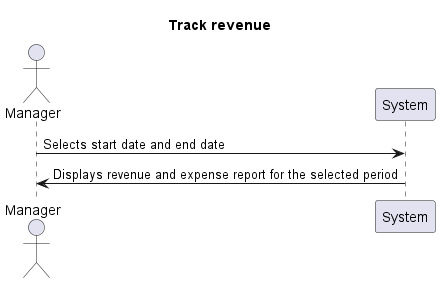 Track revenue
Manager
System
Selects start date and end date
Displays revenue and expense report for the selected period
Manager
System